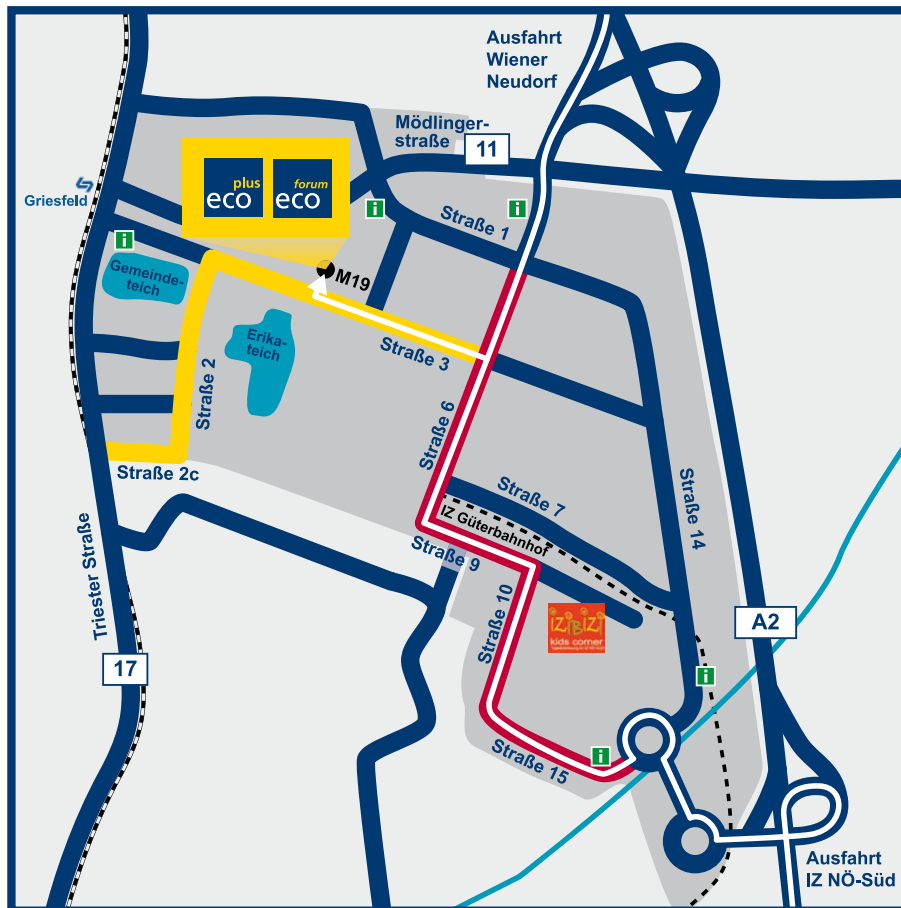 Ausfahrt
Wiener
Neudorf
Mödlinger-
straße
11
plus
eco
forum
eco
Griesfeld
i
i
i
Straße 1
M19
Gemeinde-
teich
Erika-
teich
Straße 3
Straße 2
Straße 6
Straße 2c
Straße 7
IZ Güterbahnhof
Straße 14
Straße 9
Triester Straße
Straße 10
iZiBiZi
kids corner
A2
17
i
i
Straße 15
Ausfahrt
IZ NÖ-Süd